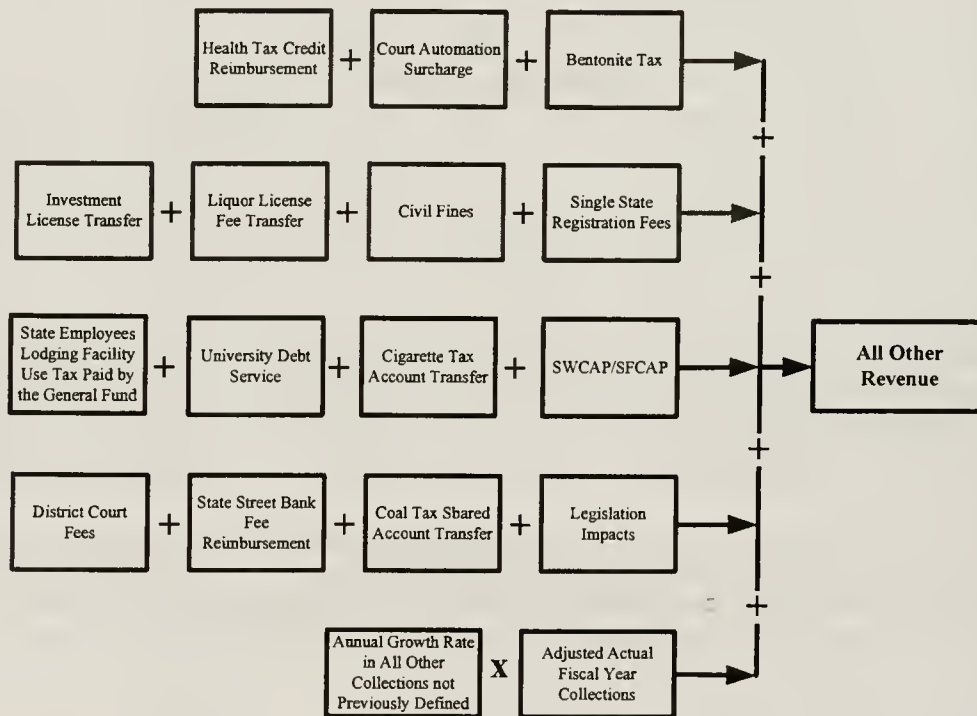 Health Tax Credit
Reimbursement
+
Court Automation
Surcharge
+
Bentonite Tax
+
Investment
License Transfer
+
Liquor License
Fee Transfer
+
Civil Fines
+
Single State
Registration Fees
+
State Employees
Lodging Facility
Use Tax Paid by
the General Fund
+
University Debt
Service
+
Cigarette Tax
Account Transfer
+
SWCAP/SFCAP
All Other
Revenue
+
District Court
Fees
+
State Street Bank
Fee
Reimbursement
+
Coal Tax Shared
Account Transfer
+
Legislation
Impacts
+
Annual Growth Rate
in All Other
Collections not
Previously Defined
X
Adjusted Actual
Fiscal Year
Collections